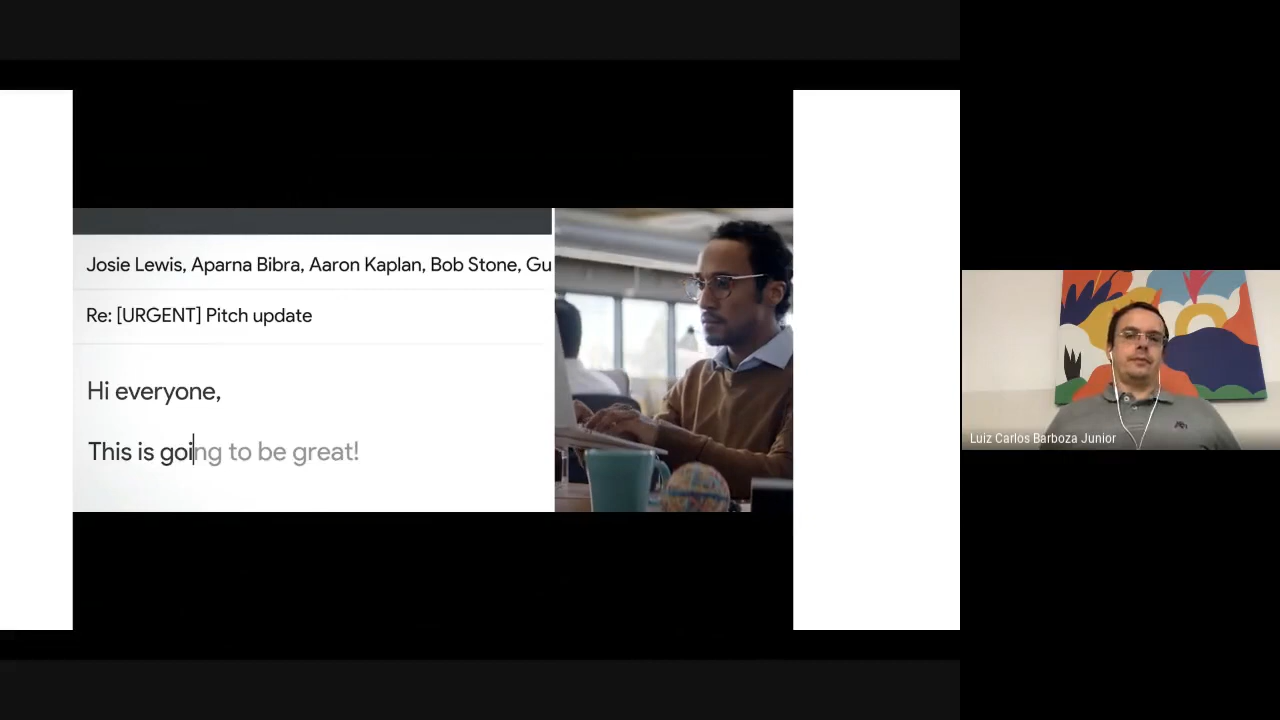 Josie Lewis, Aparna Bibra, Aaron Kaplan, Bob Stone, Gu
Re: [URGENT] Pitch update
Hi everyone,
This is going to be great!
Luiz Carlos Barboza Junior